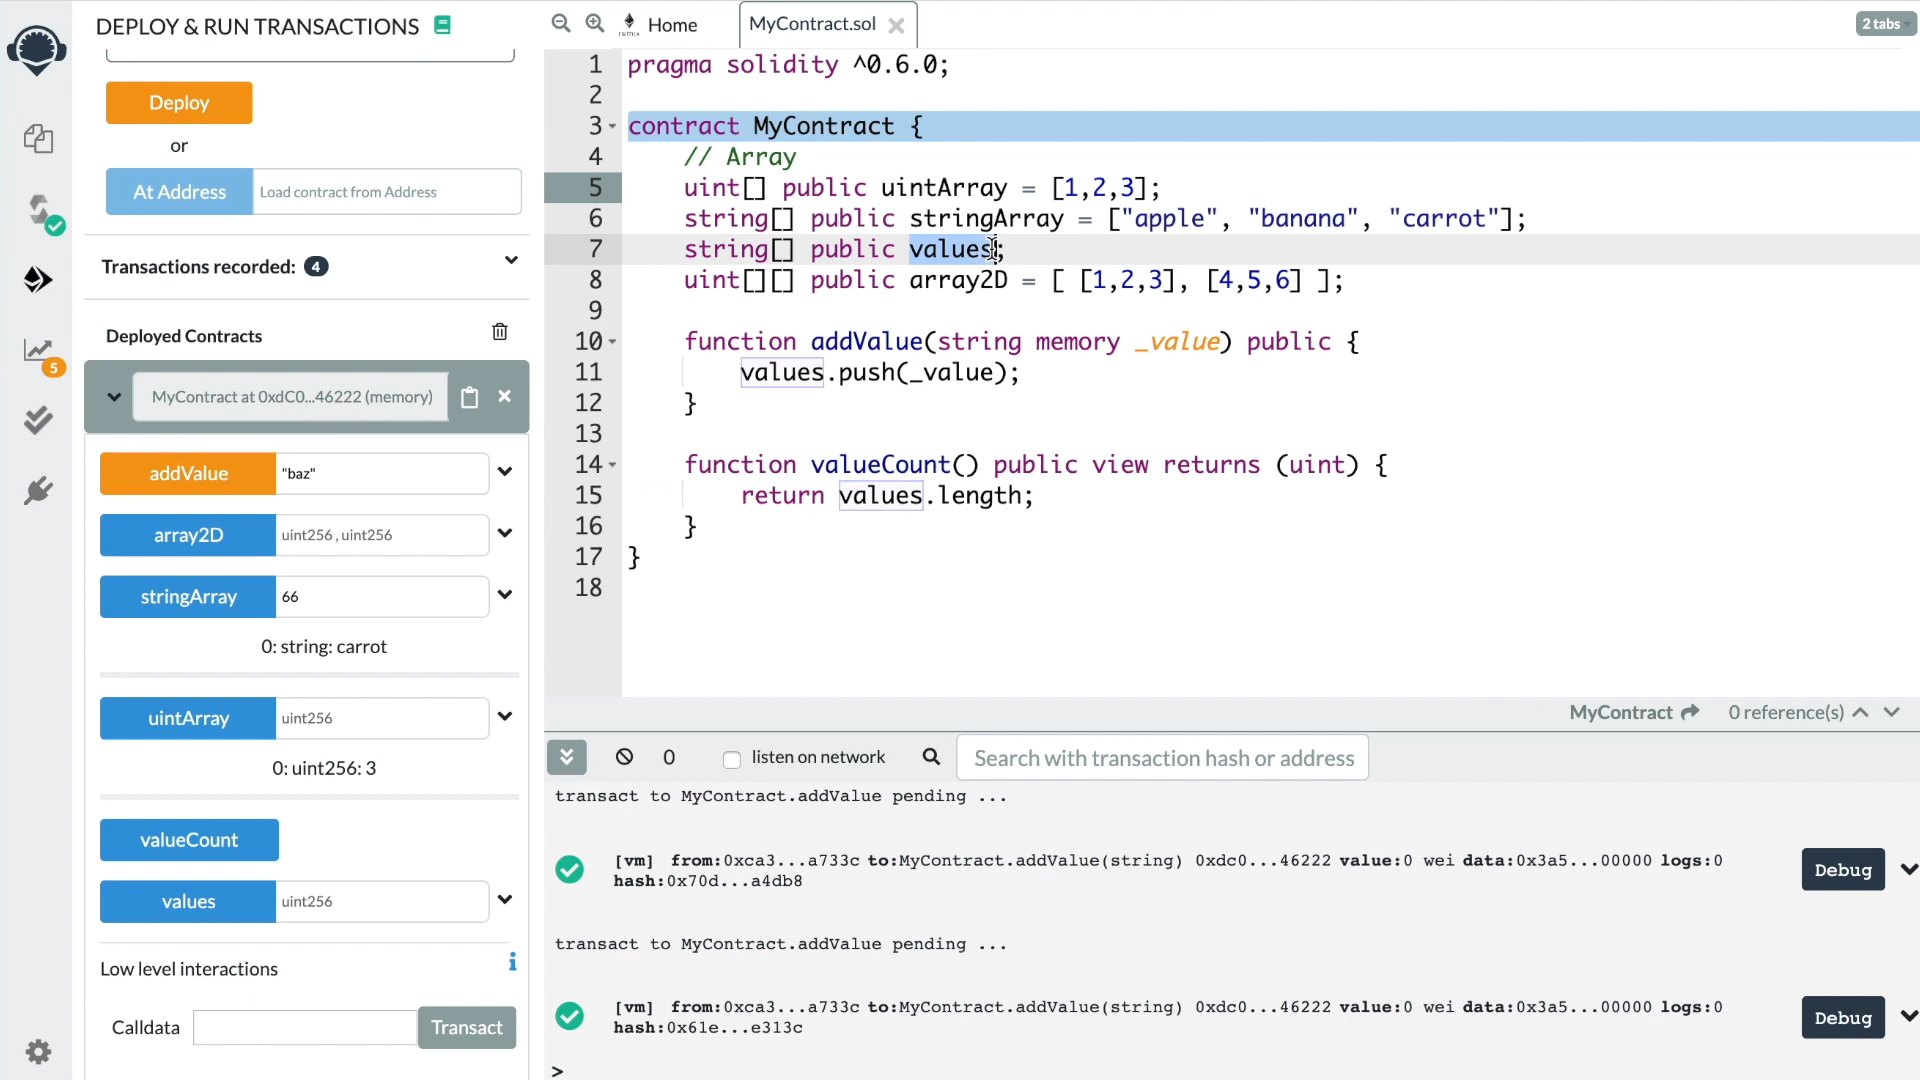 DEPLOY & RUN TRANSACTIONS
Deploy
or
At Address
Load contract from Address
Transactions recorded: 4
Deployed Contracts
MyContract at 0xdC0...46222 (memory)
addValue
"baz"
array2D
uint256 , uint256
stringArray
66
0: string: carrot
uintArray
uint256
0: uint256: 3
valueCount
values
uint256
Low level interactions
i
Calldata
Transact
5
remix
Home
MyContract.sol
2 tabs
1 pragma solidity ^0.6.0;
2
3 contract MyContract {
4 // Array
5 uint[] public uintArray = [1,2,3];
6 string[] public stringArray = ["apple", "banana", "carrot"];
7 string[] public values;
8 uint[][] public array2D = [ [1,2,3], [4,5,6] ];
9
10 function addValue(string memory _value) public {
11 values.push(_value);
12 }
13
14 function valueCount() public view returns (uint) {
15 return values.length;
16 }
17 }
18
MyContract 0 reference(s)
0 listen on network Search with transaction hash or address
transact to MyContract.addValue pending ...
[vm] from:0xca3...a733c to:MyContract.addValue(string) 0xdc0...46222 value:0 wei data:0x3a5...00000 logs:0
hash:0x70d...a4db8
Debug
transact to MyContract.addValue pending ...
[vm] from:0xca3...a733c to:MyContract.addValue(string) 0xdc0...46222 value:0 wei data:0x3a5...00000 logs:0
hash:0x61e...e313c
Debug
>